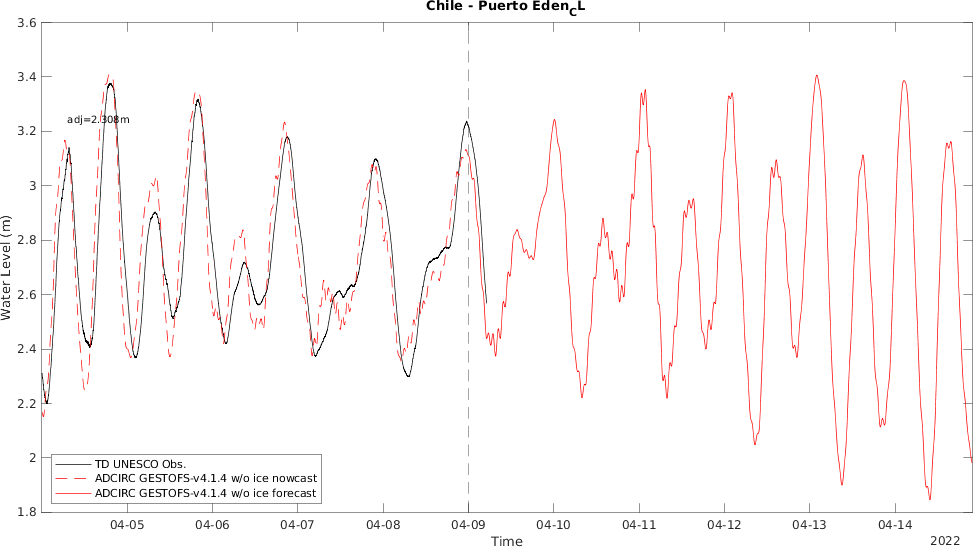 Chile - Puerto Eden_CL
3.6
3.4
adj=2.308m
3.2
3
2.8
Water Level (m)
2.6
2.4
2.2
2
TD UNESCO Obs.
ADCIRC GESTOFS-v4.1.4 w/o ice nowcast
ADCIRC GESTOFS-v4.1.4 w/o ice forecast
1.8
04-05 04-06 04-07 04-08 04-09 04-10 04-11 04-12 04-13 04-14
Time
2022